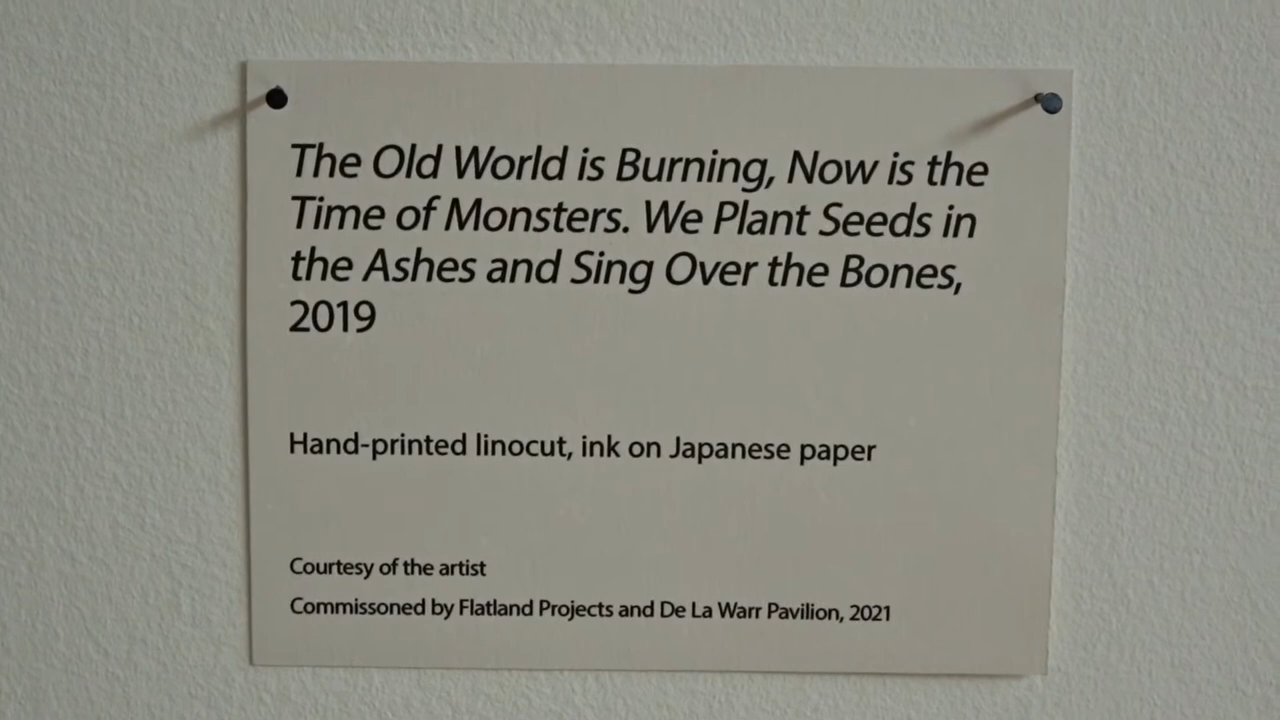 The Old World is Burning, Now is the
Time of Monsters. We Plant Seeds in
the Ashes and Sing Over the Bones,
2019
Hand-printed linocut, ink on Japanese paper
Courtesy of the artist
Commissoned by Flatland Projects and De La Warr Pavilion, 2021